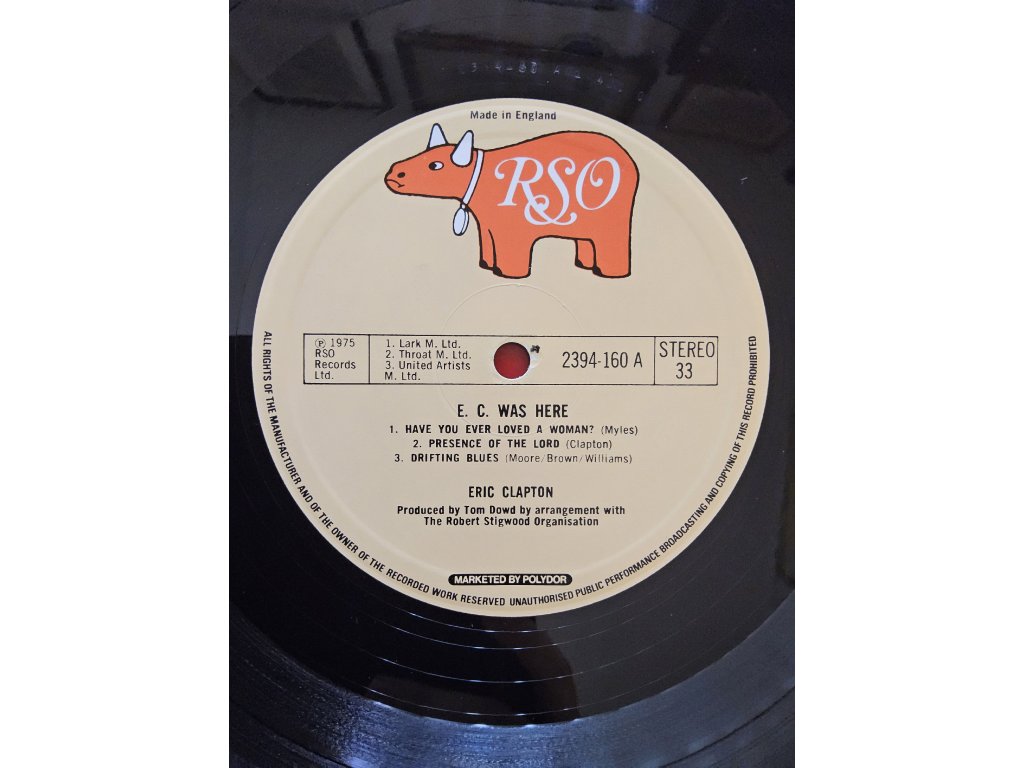 Made in England
RSO
℗ 1975
RSO
Records
Ltd.
1. Lark M. Ltd.
2. Throat M. Ltd.
3. United Artists
M. Ltd.
2394-160 A
STEREO
33
E. C. WAS HERE
1. HAVE YOU EVER LOVED A WOMAN? (Myles)
2. PRESENCE OF THE LORD (Clapton)
3. DRIFTING BLUES (Moore/Brown/Williams)
ERIC CLAPTON
Produced by Tom Dowd by arrangement with
The Robert Stigwood Organisation
MARKETED BY POLYDOR
ALL RIGHTS OF THE MANUFACTURER AND OF THE OWNER OF THE RECORDED WORK RESERVED UNAUTHORISED PUBLIC PERFORMANCE BROADCASTING AND COPYING OF THIS RECORD PROHIBITED